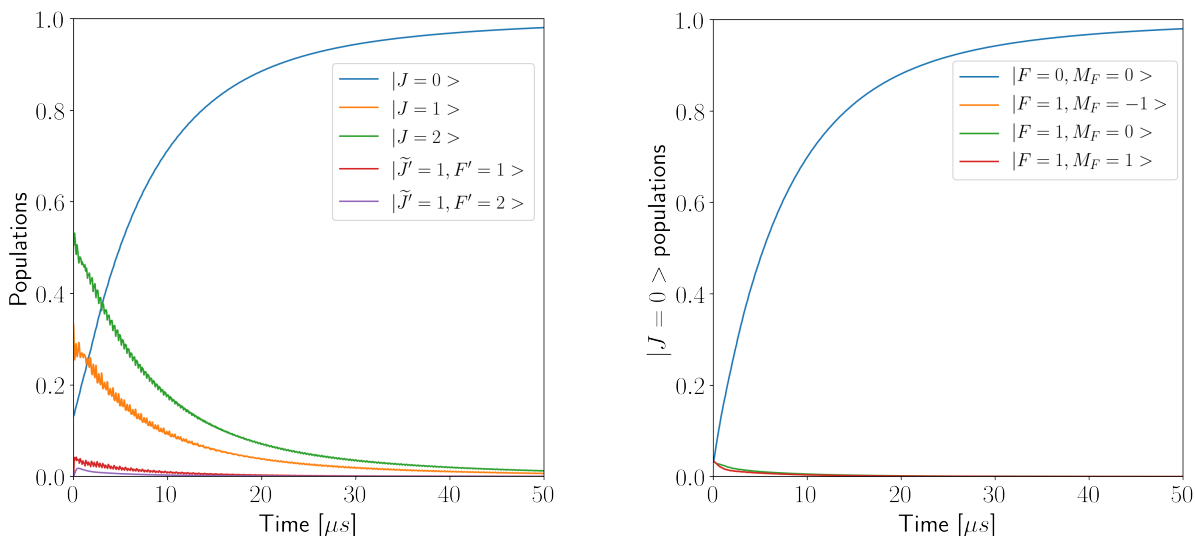 1.0
0.8
0.6
0.4
0.2
0.0
Populations
0 10 20 30 40 50
Time [μs]
|J = 0 >
|J = 1 >
|J = 2 >
|J̃′ = 1, F′ = 1 >
|J̃′ = 1, F′ = 2 >
1.0
0.8
0.6
0.4
0.2
0.0
|J = 0 > populations
0 10 20 30 40 50
Time [μs]
|F = 0, M_F = 0 >
|F = 1, M_F = −1 >
|F = 1, M_F = 0 >
|F = 1, M_F = 1 >